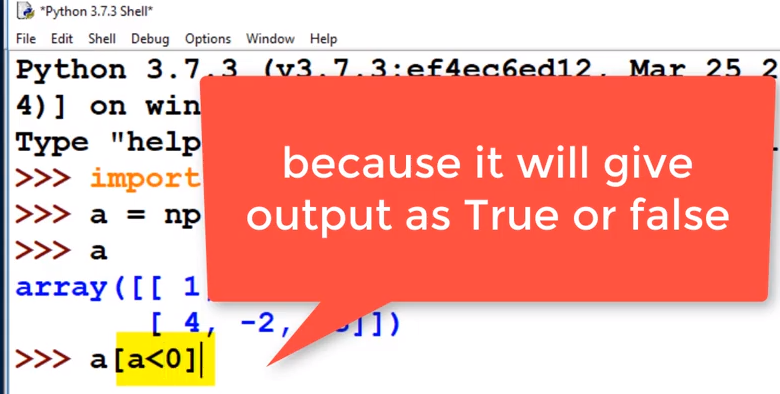 *Python 3.7.3 Shell*
File Edit Shell Debug Options Window Help
Python 3.7.3 (v3.7.3:ef4ec6ed12, Mar 25 2
4)] on win
Type "help
>>> import
>>> a = np
>>> a
array([[ 1,
[ 4, -2, ]])
>>> a[a<0]
because it will give
output as True or false